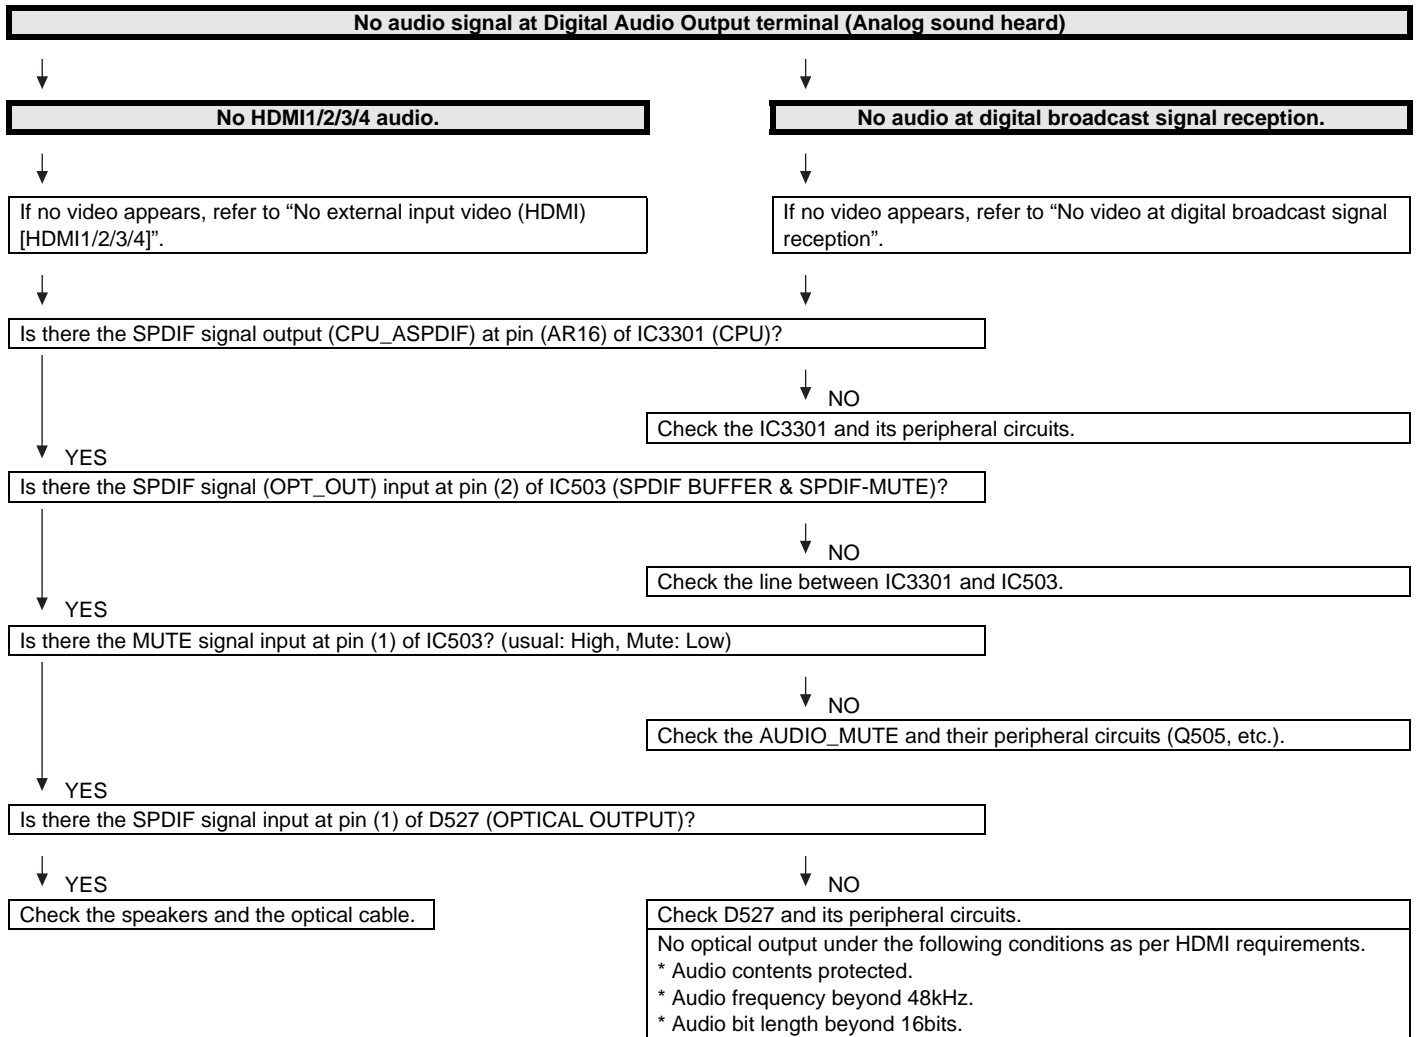 No audio signal at Digital Audio Output terminal (Analog sound heard)
No HDMI1/2/3/4 audio.
No audio at digital broadcast signal reception.
If no video appears, refer to “No external input video (HDMI)
[HDMI1/2/3/4]”.
If no video appears, refer to “No video at digital broadcast signal
reception”.
Is there the SPDIF signal output (CPU_ASPDIF) at pin (AR16) of IC3301 (CPU)?
NO
Check the IC3301 and its peripheral circuits.
YES
Is there the SPDIF signal (OPT_OUT) input at pin (2) of IC503 (SPDIF BUFFER & SPDIF-MUTE)?
NO
Check the line between IC3301 and IC503.
YES
Is there the MUTE signal input at pin (1) of IC503? (usual: High, Mute: Low)
NO
Check the AUDIO_MUTE and their peripheral circuits (Q505, etc.).
YES
Is there the SPDIF signal input at pin (1) of D527 (OPTICAL OUTPUT)?
YES
NO
Check the speakers and the optical cable.
Check D527 and its peripheral circuits.
No optical output under the following conditions as per HDMI requirements.
* Audio contents protected.
* Audio frequency beyond 48kHz.
* Audio bit length beyond 16bits.